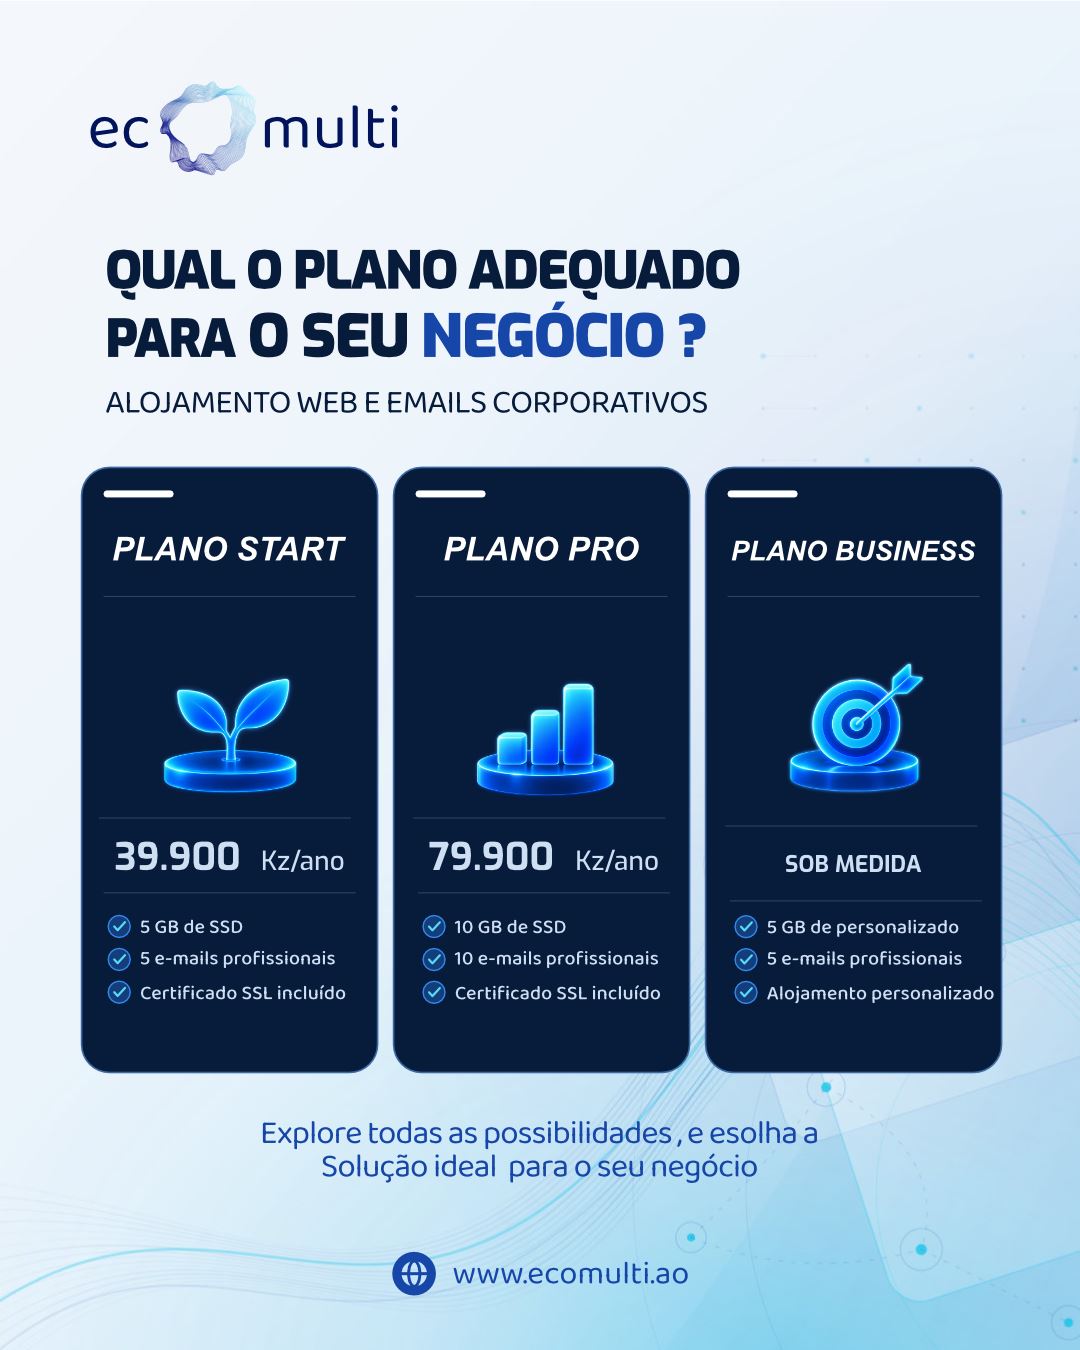 ecomulti
QUAL O PLANO ADEQUADO
PARA O SEU NEGÓCIO ?
ALOJAMENTO WEB E EMAILS CORPORATIVOS
PLANO START
39.900 Kz/ano
5 GB de SSD
5 e-mails profissionais
Certificado SSL incluído
PLANO PRO
79.900 Kz/ano
10 GB de SSD
10 e-mails profissionais
Certificado SSL incluído
PLANO BUSINESS
SOB MEDIDA
5 GB de personalizado
5 e-mails profissionais
Alojamento personalizado
Explore todas as possibilidades , e esolha a
Solução ideal para o seu negócio
www.ecomulti.ao